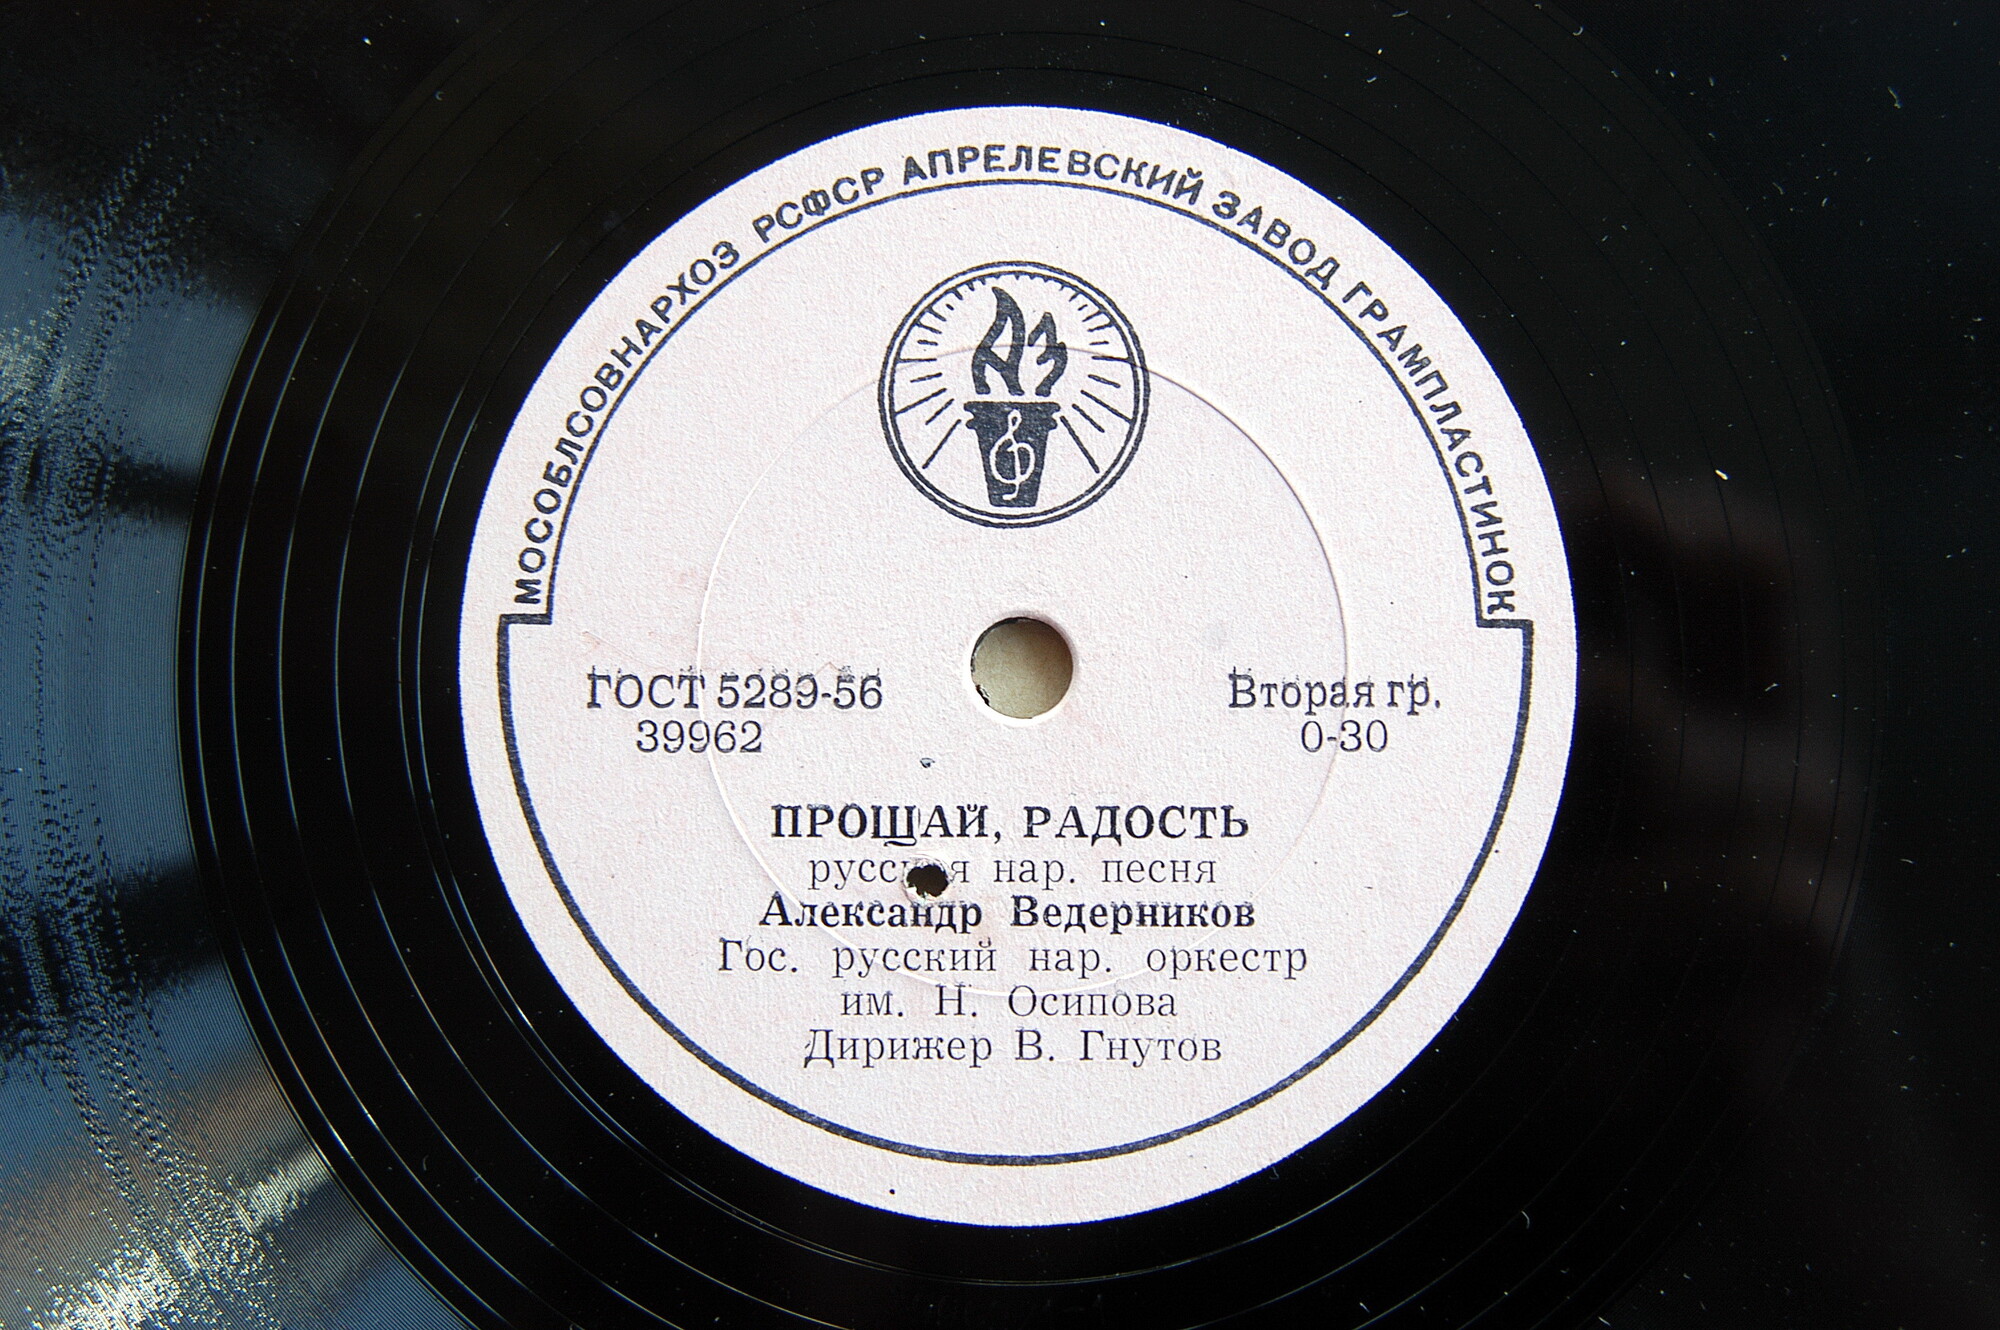 МОСОБЛСОВНАРХОЗ РСФСР АПРЕЛЕВСКИЙ ЗАВОД ГРАМПЛАСТИНОК
АЗ
ГОСТ 5289-56
39962
Вторая гр.
0-30
ПРОЩАЙ, РАДОСТЬ
русская нар. песня
Александр Ведерников
Гос. русский нар. оркестр
им. Н. Осипова
Дирижер В. Гнутов